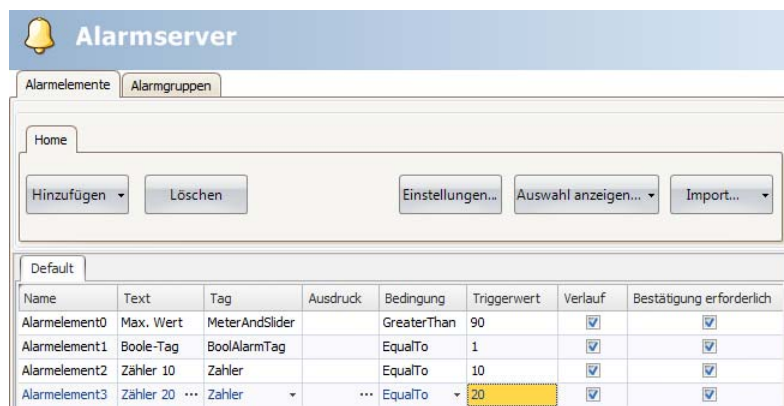 Alarmserver
Alarmelemente Alarmgruppen
Home
Hinzufügen Löschen Einstellungen... Auswahl anzeigen... Import...
Default
Name Text Tag Ausdruck Bedingung Triggerwert Verlauf Bestätigung erforderlich
Alarmelement0 Max. Wert MeterAndSlider GreaterThan 90
Alarmelement1 Boole-Tag BoolAlarmTag EqualTo 1
Alarmelement2 Zähler 10 Zahler EqualTo 10
Alarmelement3 Zähler 20 ... Zahler ... EqualTo 20